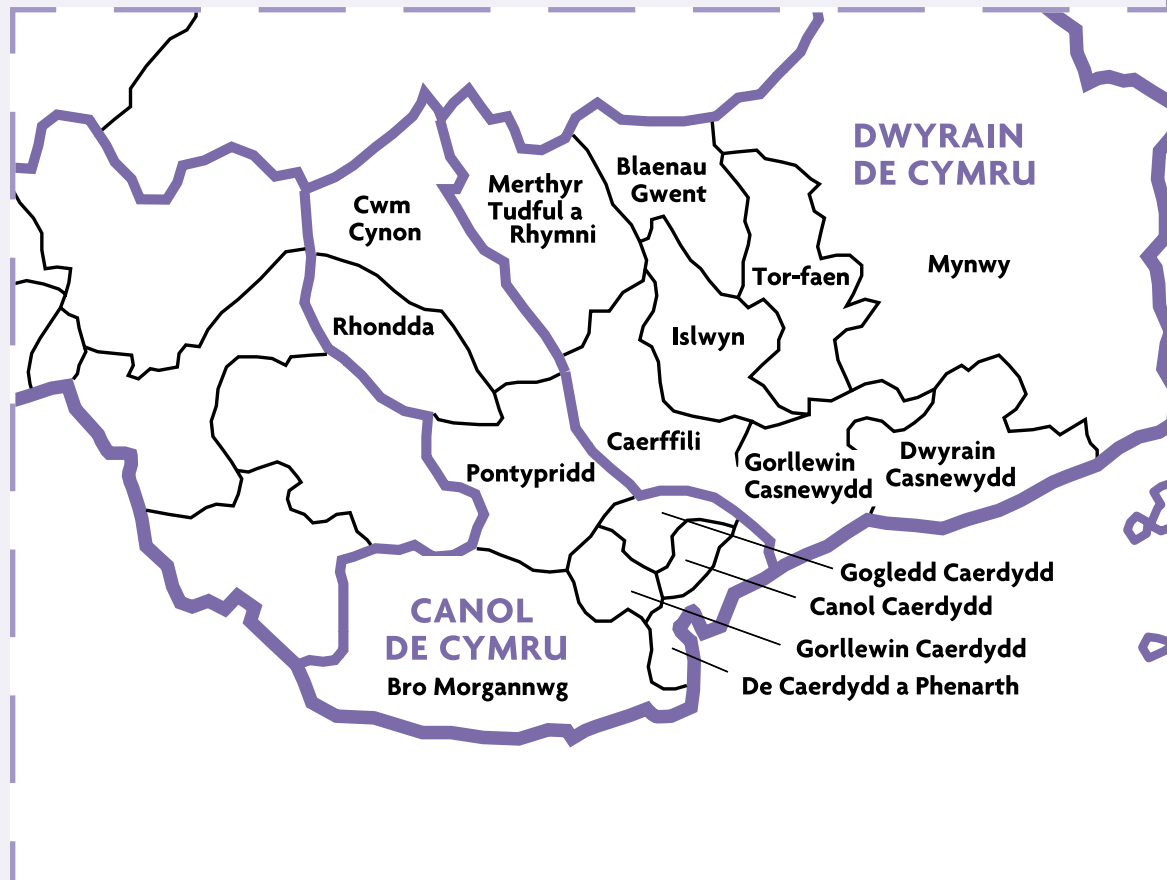 DWYRAIN
DE CYMRU
Blaenau
Gwent
Merthyr
Tudful a
Rhymni
Cwm
Cynon
Mynwy
Tor-faen
Rhondda
Islwyn
Caerffili
Pontypridd
Gorllewin
Casnewydd
Dwyrain
Casnewydd
Gogledd Caerdydd
Canol Caerdydd
Gorllewin Caerdydd
De Caerdydd a Phenarth
CANOL
DE CYMRU
Bro Morgannwg